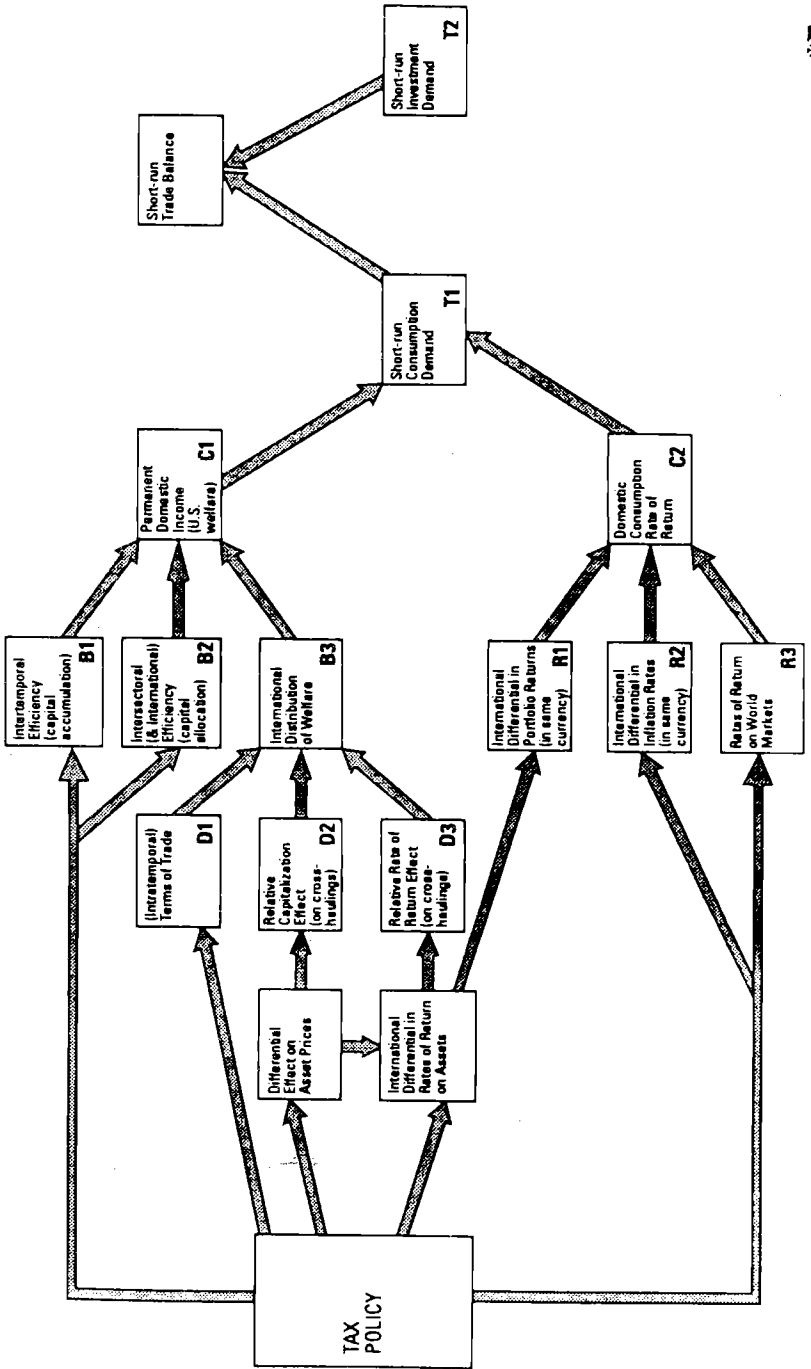 TAX
POLICY
Differential
Effect on
Asset Prices
International
Differential in
Rates of Return
on Assets
(Intratemporal)
Terms of Trade
D1
Relative
Capitalization
Effect
(on cross-
haulings)
D2
Relative Rate of
Return Effect
(on cross-
haulings)
D3
Intertemporal
Efficiency
(capital
accumulation)
B1
Intersectoral
(& International)
Efficiency
(capital
allocation)
B2
International
Distribution
of Welfare
B3
International
Differential in
Portfolio Returns
(in same
currency)
R1
International
Differential in
Inflation Rates
(in same
currency)
R2
Rates of Return
on World
Markets
R3
Permanent
Domestic
Income
(U.S.
welfare)
C1
Domestic
Consumption
Rate of
Return
C2
Short-run
Consumption
Demand
T1
Short-run
Trade Balance
Short-run
Investment
Demand
T2